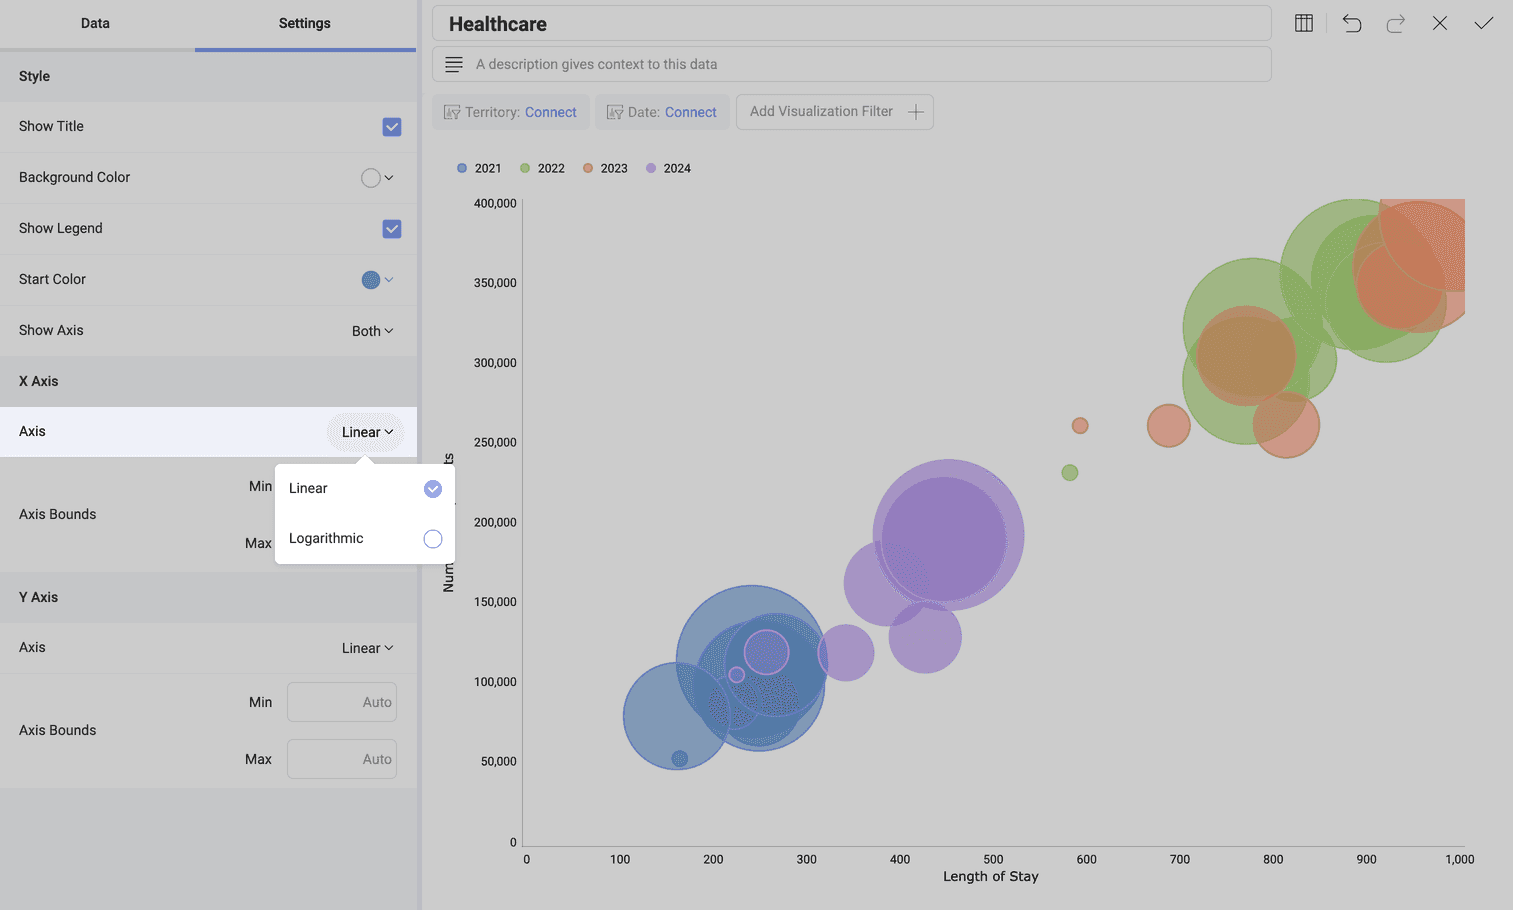 Data
Settings
Style
Show Title
Background Color
Show Legend
Start Color
Show Axis
Both
X Axis
Axis
Linear
Linear
Logarithmic
Axis Bounds
Min
Max
Y Axis
Axis
Linear
Axis Bounds
Min
Auto
Max
Auto
Healthcare
A description gives context to this data
Territory: Connect
Date: Connect
Add Visualization Filter
2021
2022
2023
2024
400,000
350,000
300,000
250,000
200,000
150,000
100,000
50,000
0
0
100
200
300
400
500
600
700
800
900
1,000
Length of Stay